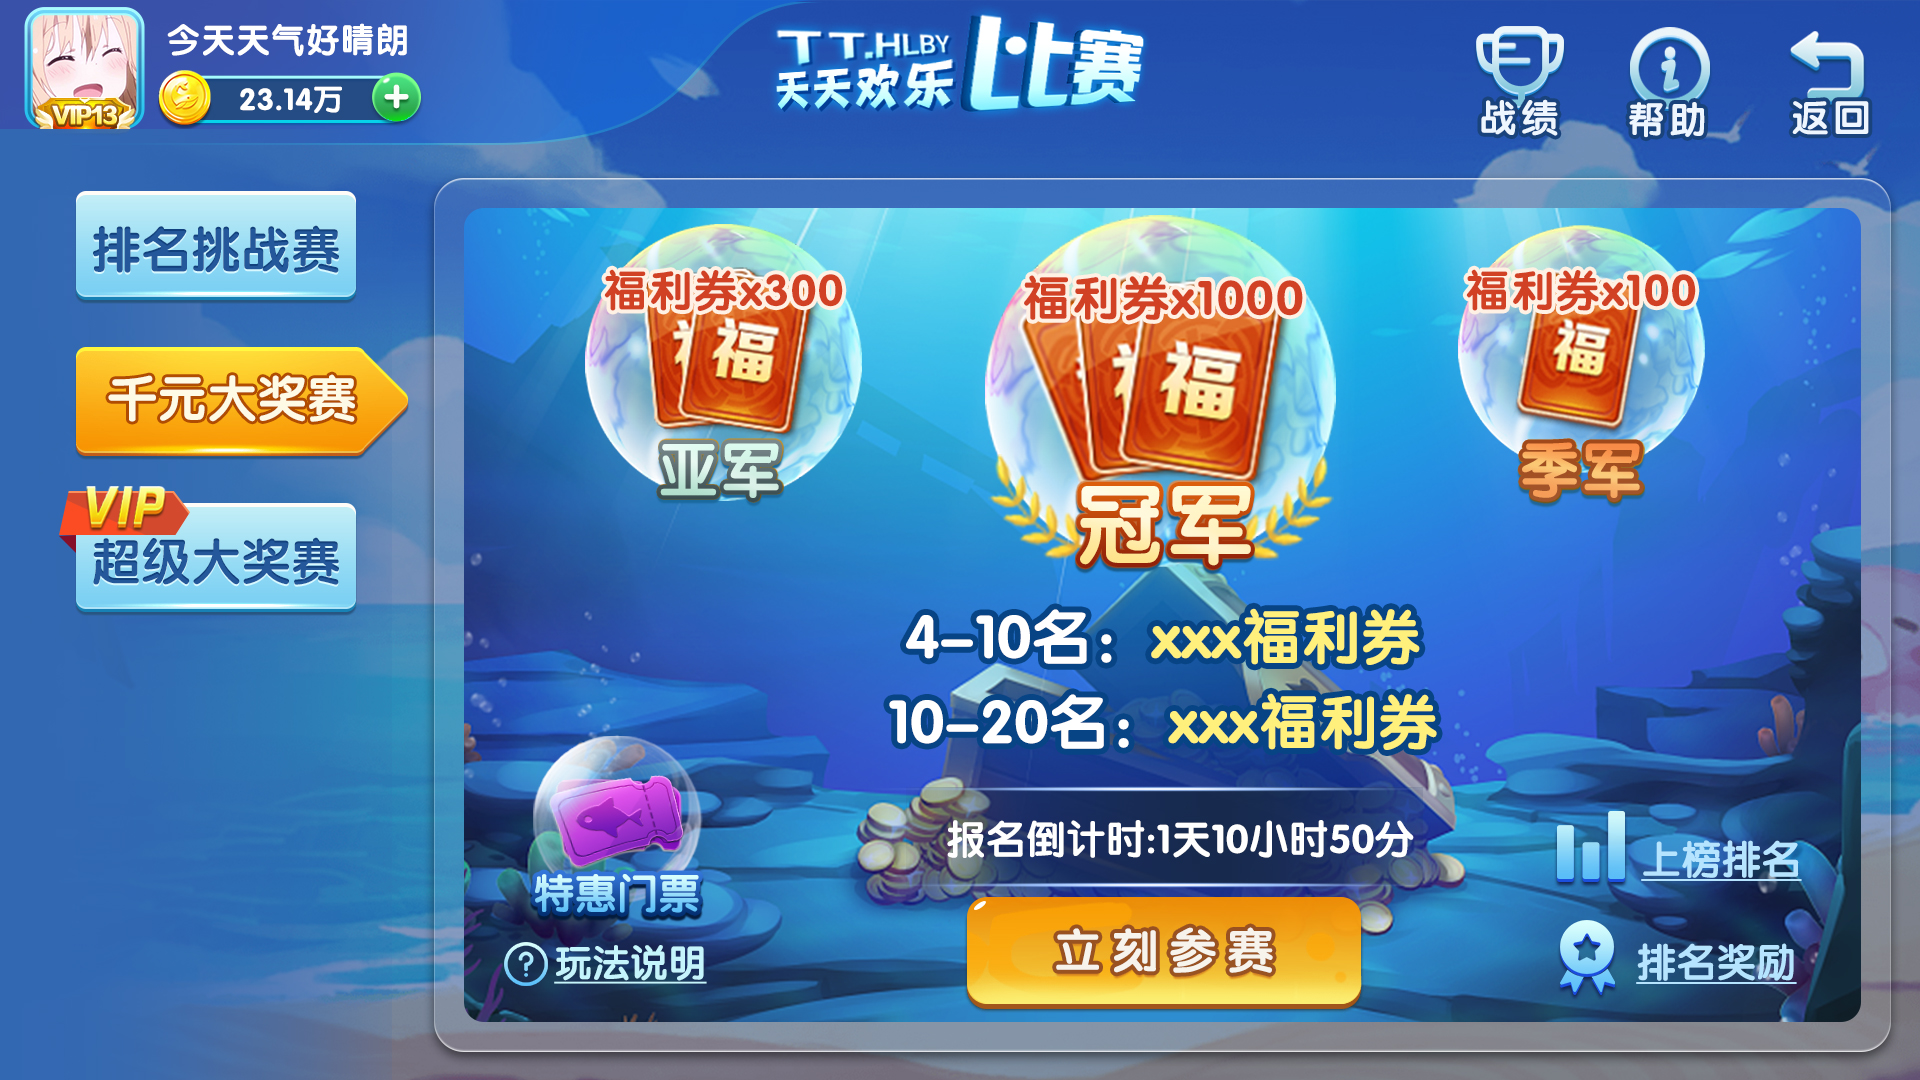 今天天气好晴朗
VIP13
23.14万
TT.HLBY
天天欢乐
比赛
战绩
帮助
返回
排名挑战赛
千元大奖赛
VIP
超级大奖赛
福利券x300
福
亚军
福利券x1000
福
冠军
福利券x100
福
季军
4-10名：xxx福利券
10-20名：xxx福利券
报名倒计时:1天10小时50分
立刻参赛
特惠门票
?玩法说明
上榜排名
排名奖励